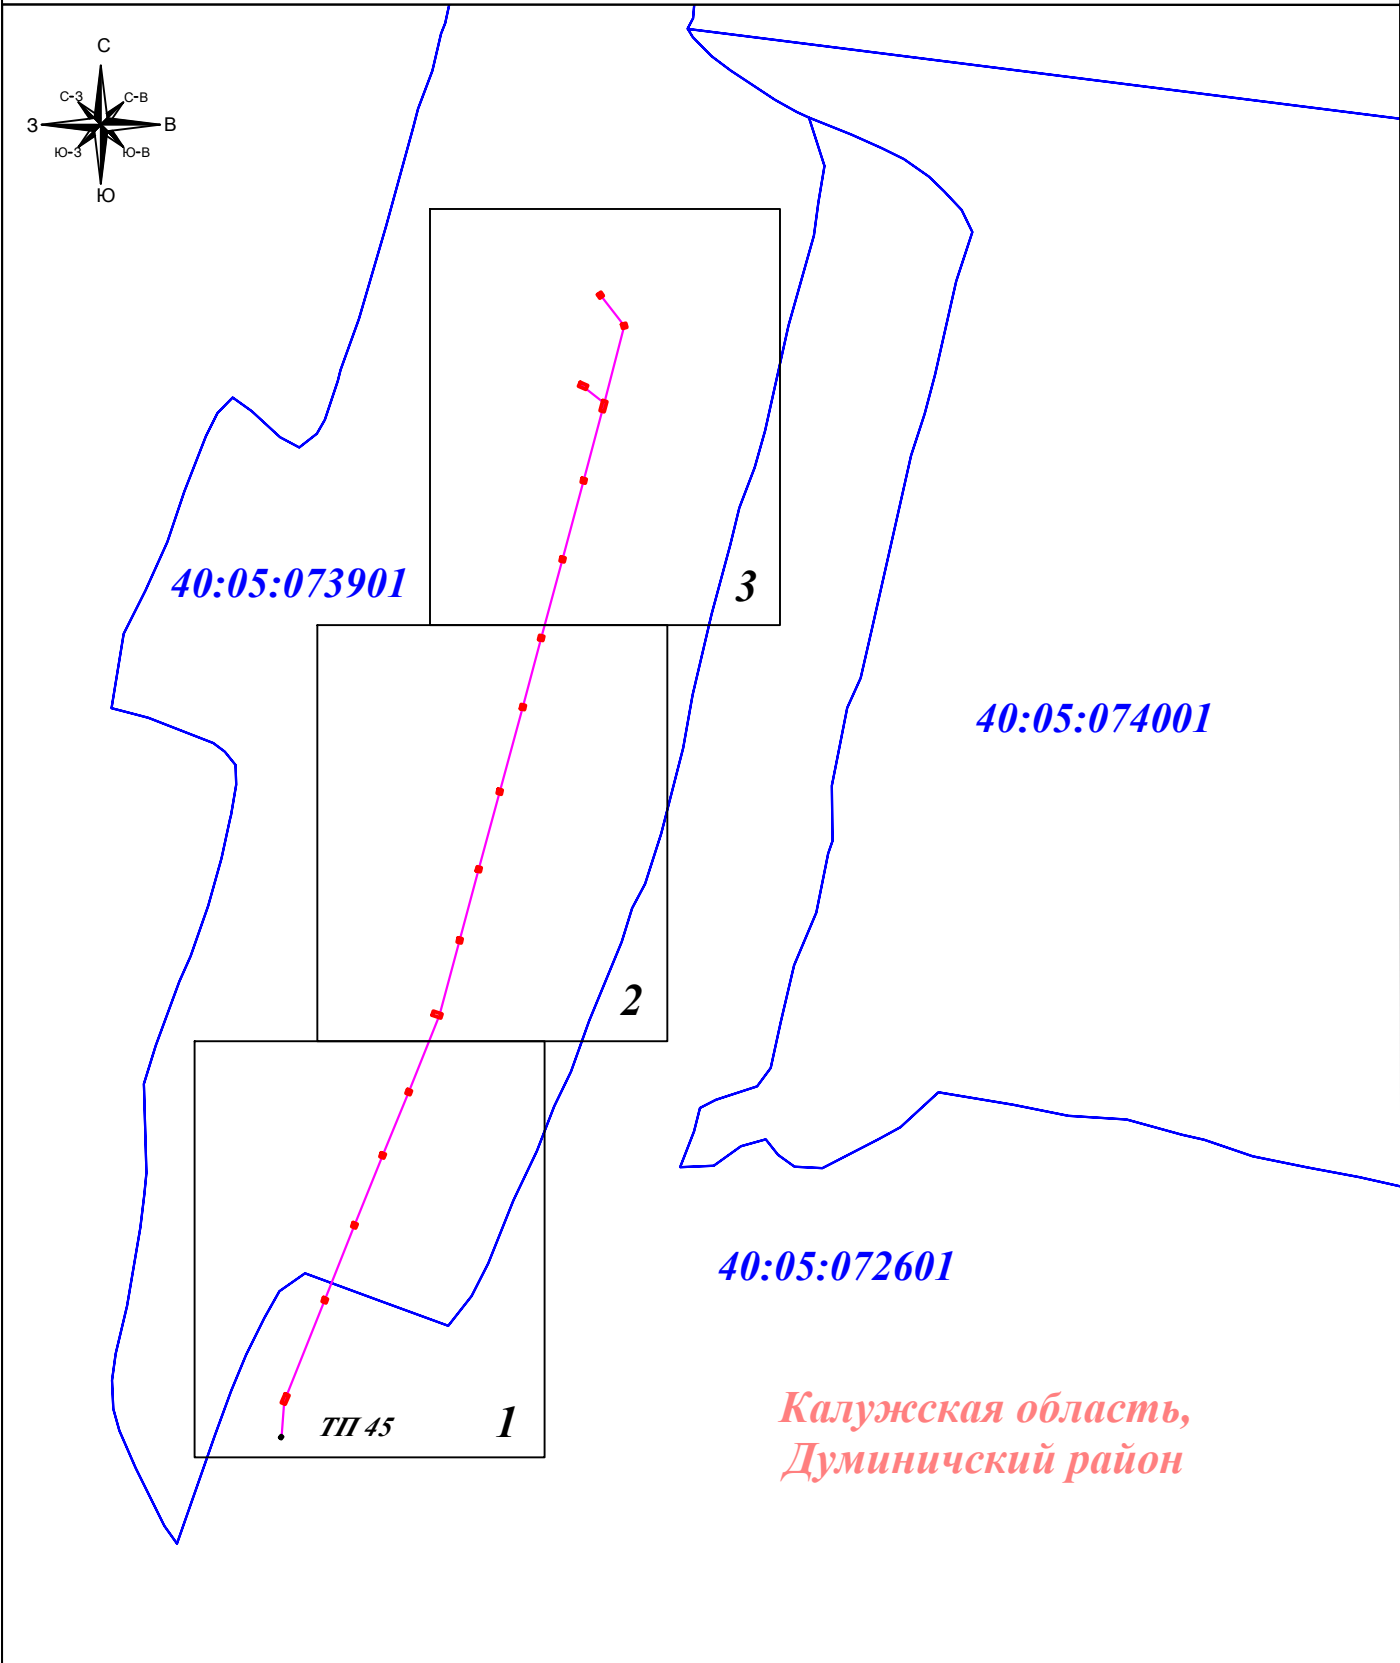 С
С-З
С-В
З
В
Ю-З
Ю-В
Ю
40:05:073901
3
40:05:074001
2
40:05:072601
Калужская область,
Думиничский район
ТП 45
1